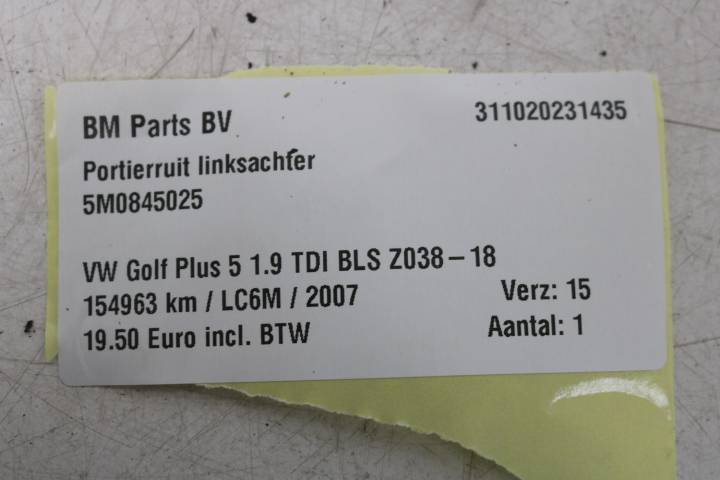 BM Parts BV 311020231435
Portierruit linksachter
5M0845025
VW Golf Plus 5 1.9 TDI BLS Z038-18
154963 km / LC6M / 2007 Verz: 15
19.50 Euro incl. BTW Aantal: 1